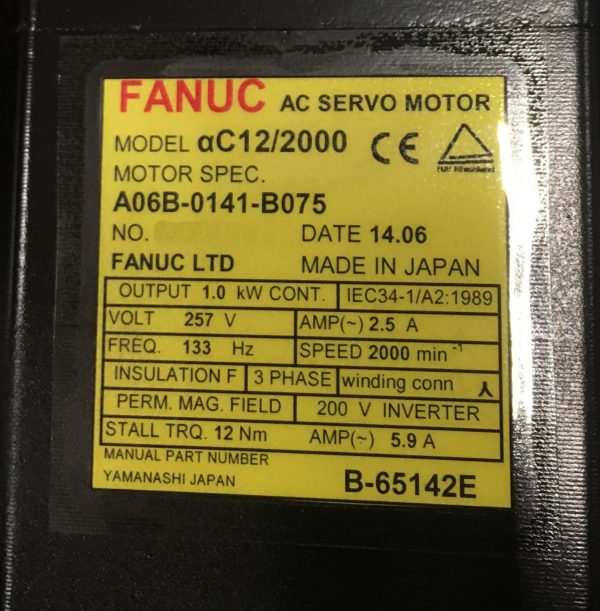 FANUC AC SERVO MOTOR
MODEL αC12/2000 CE
TUV Rheinland
MOTOR SPEC.
A06B-0141-B075
NO. DATE 14.06
FANUC LTD MADE IN JAPAN
OUTPUT 1.0 kW CONT. IEC34-1/A2:1989
VOLT 257 V AMP(~) 2.5 A
FREQ. 133 Hz SPEED 2000 min⁻¹
INSULATION F 3 PHASE winding conn
PERM. MAG. FIELD 200 V INVERTER
STALL TRQ. 12 Nm AMP(~) 5.9 A
MANUAL PART NUMBER
YAMANASHI JAPAN B-65142E